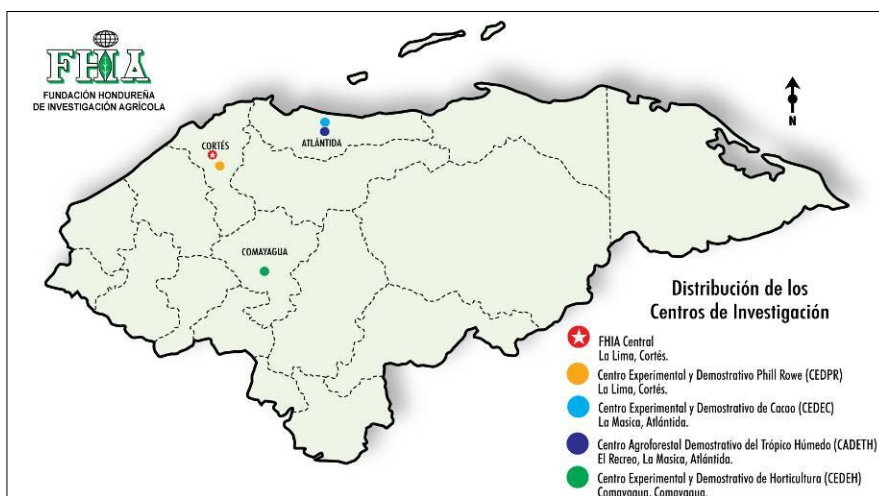 FHIA
FUNDACIÓN HONDUREÑA
DE INVESTIGACIÓN AGRÍCOLA
N
CORTÉS
ATLÁNTIDA
COMAYAGUA
Distribución de los
Centros de Investigación
FHIA Central
La Lima, Cortés.
Centro Experimental y Demostrativo Phill Rowe (CEDPR)
La Lima, Cortés.
Centro Experimental y Demostrativo de Cacao (CEDEC)
La Masica, Atlántida.
Centro Agroforestal Demostrativo del Trópico Húmedo (CADETH)
El Recreo, La Masica, Atlántida.
Centro Experimental y Demostrativo de Horticultura (CEDEH)
Comayagua, Comayagua.